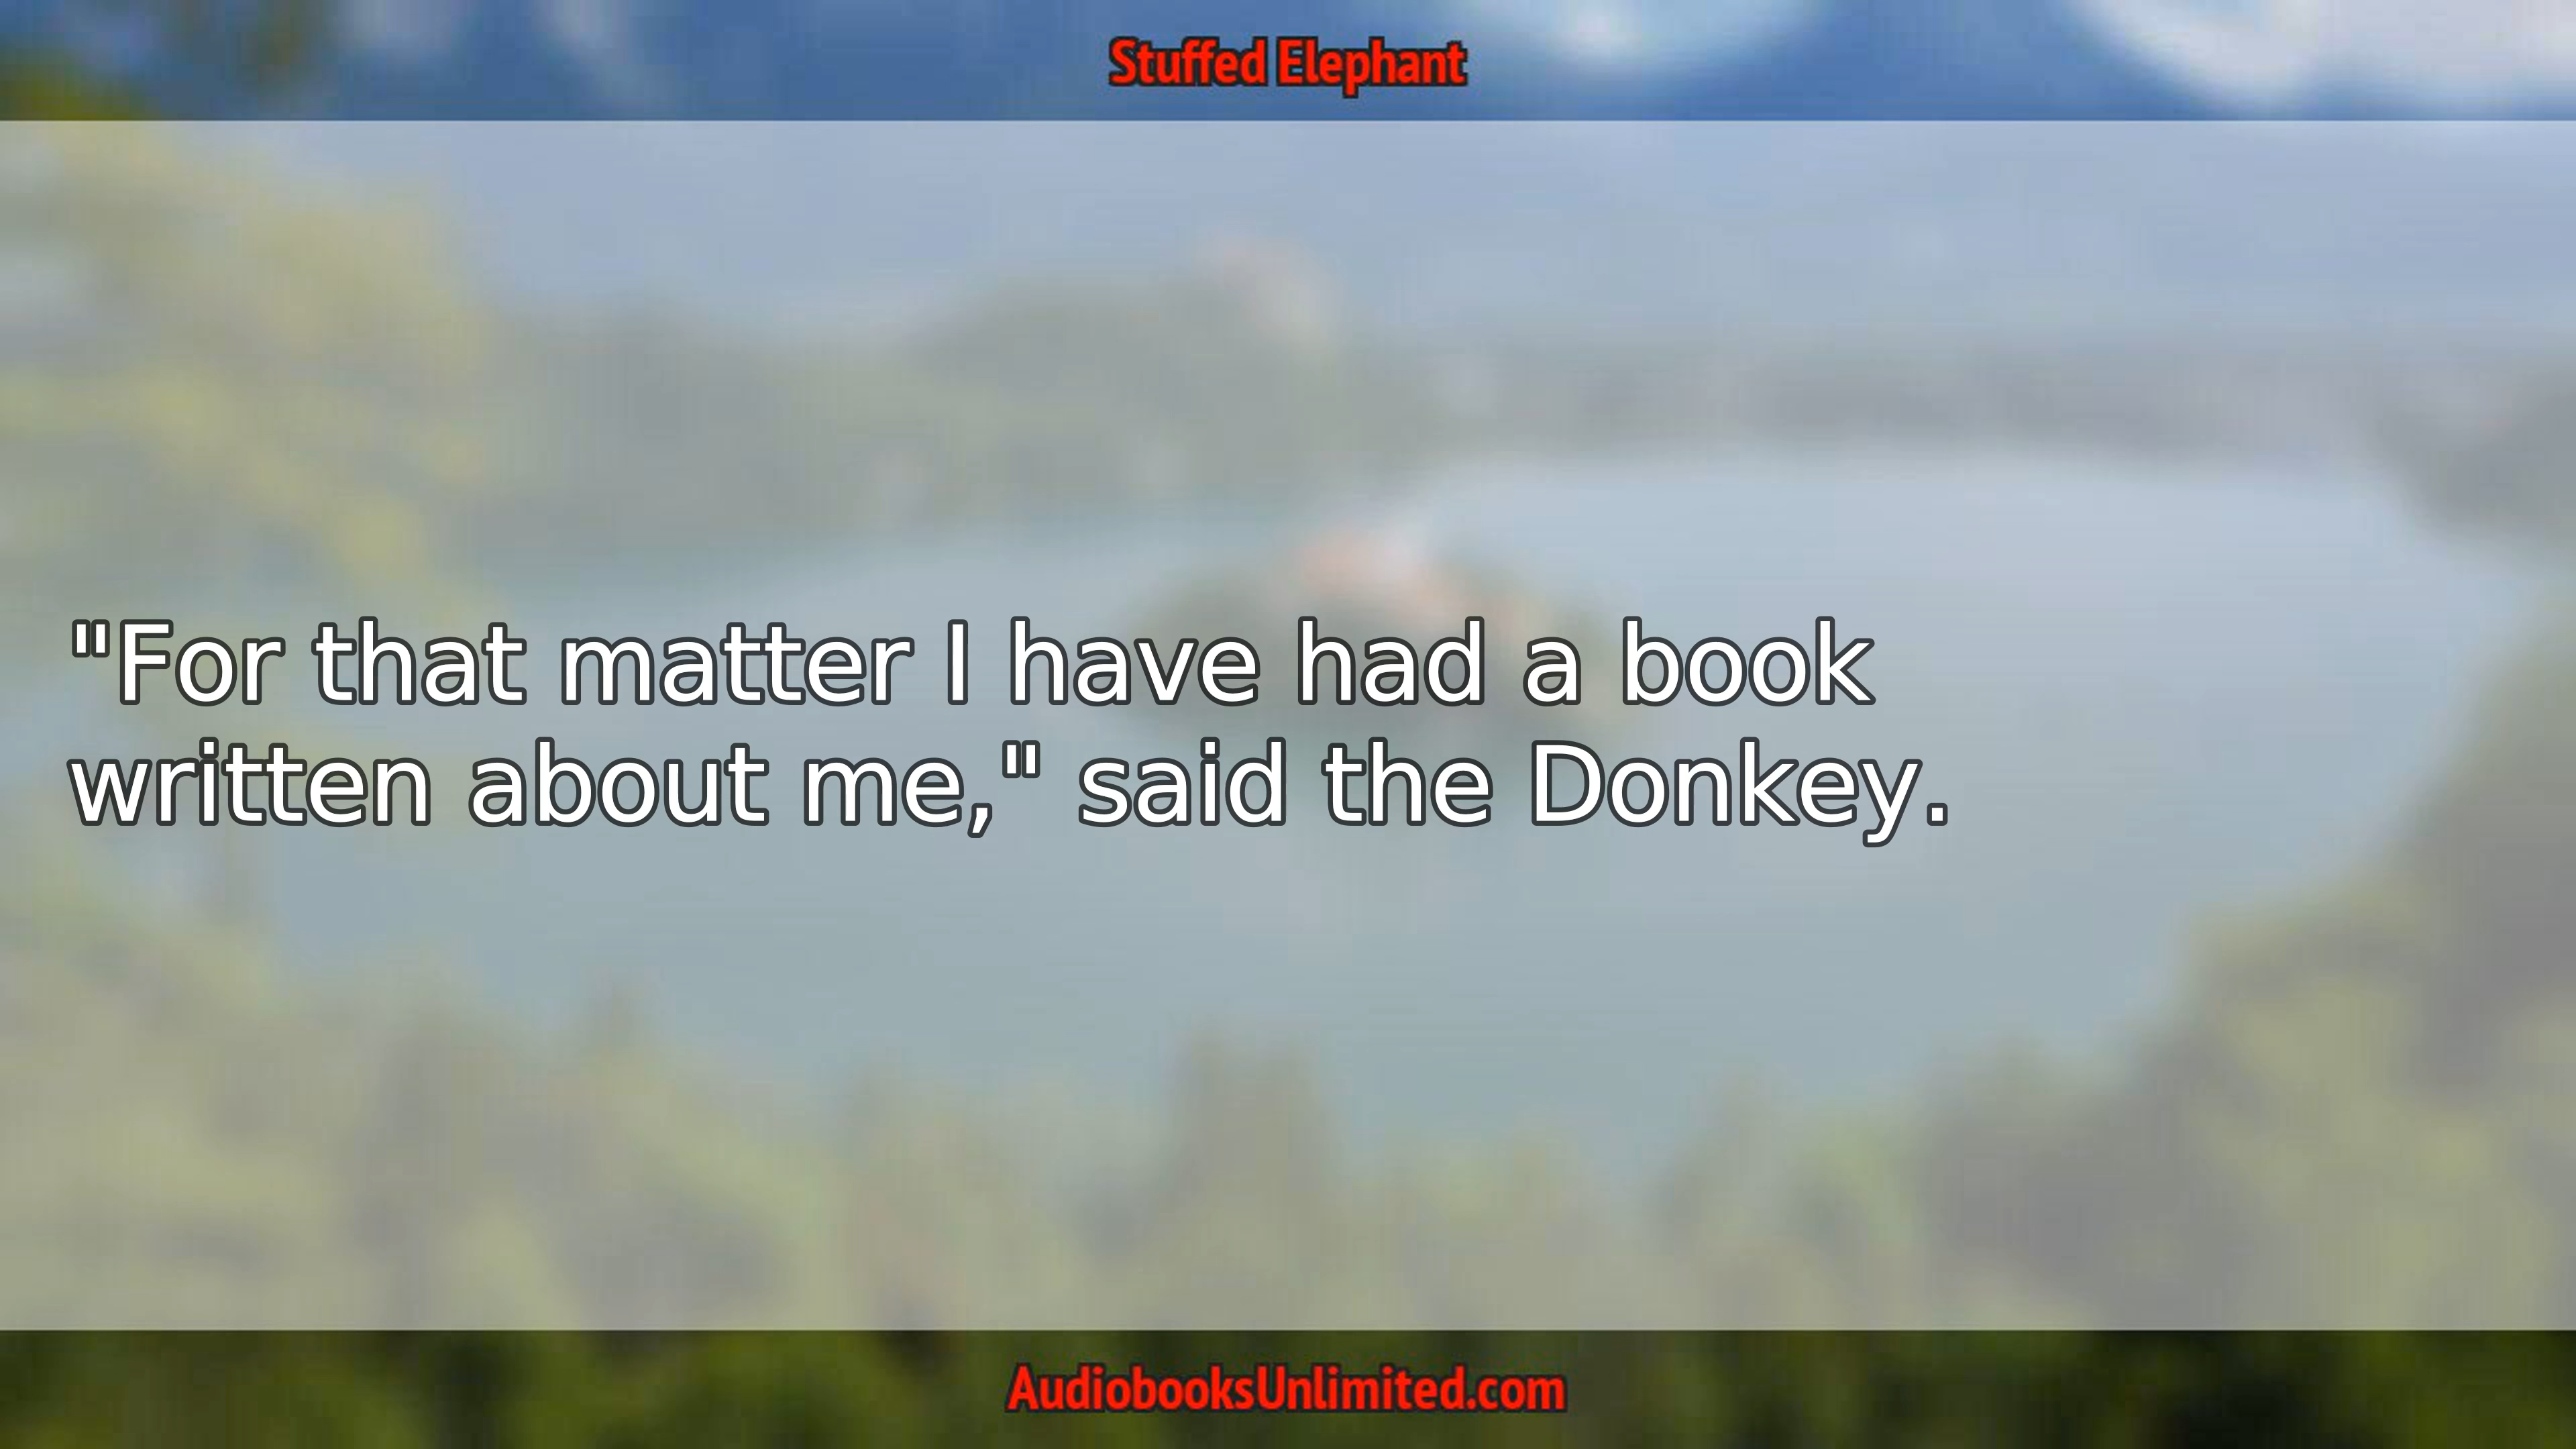 Stuffed Elephant
"For that matter I have had a book
written about me," said the Donkey.
AudiobooksUnlimited.com